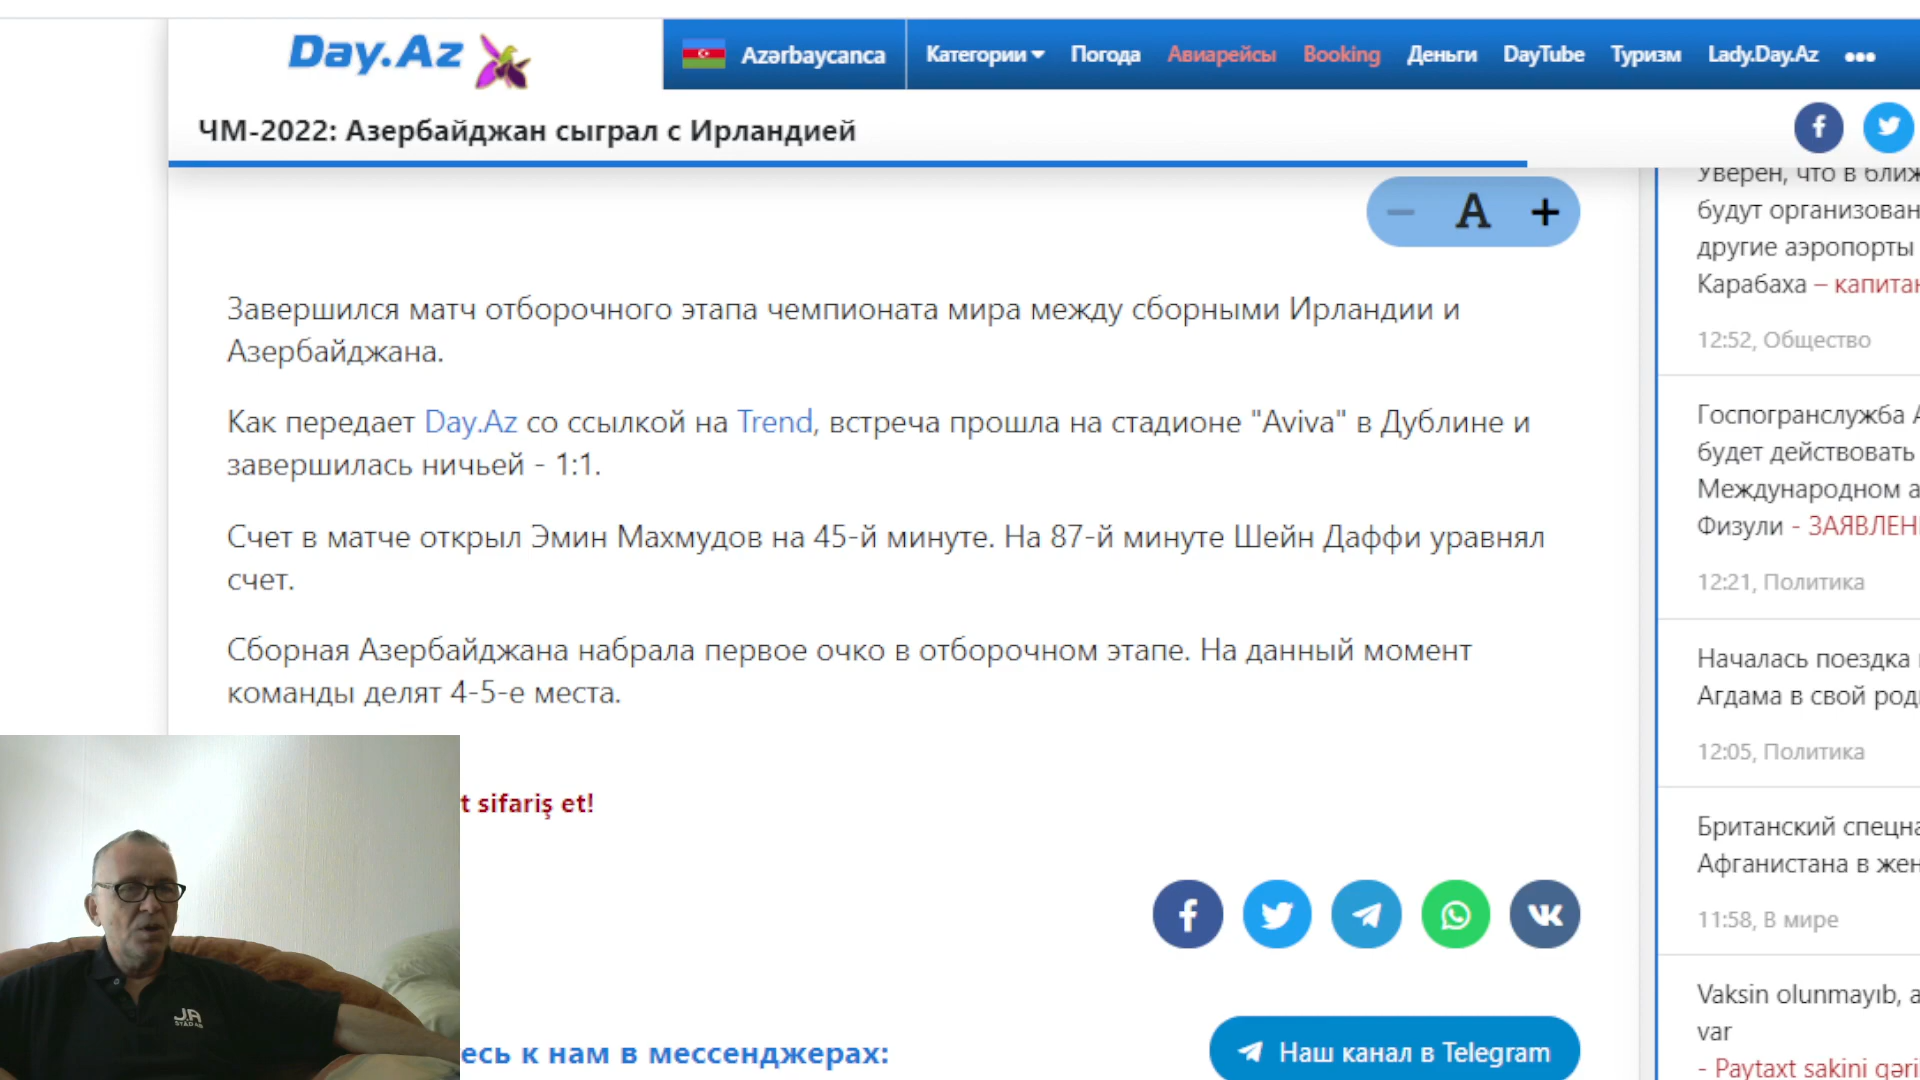 Day.Az
Azərbaycanca
Категории
Погода
Авиарейсы
Booking
Деньги
DayTube
Туризм
Lady.Day.Az
ЧМ-2022: Азербайджан сыграл с Ирландией
− A +
Завершился матч отборочного этапа чемпионата мира между сборными Ирландии и
Азербайджана.
Как передает Day.Az со ссылкой на Trend, встреча прошла на стадионе "Aviva" в Дублине и
завершилась ничьей - 1:1.
Счет в матче открыл Эмин Махмудов на 45-й минуте. На 87-й минуте Шейн Даффи уравнял
счет.
Сборная Азербайджана набрала первое очко в отборочном этапе. На данный момент
команды делят 4-5-е места.
t sifariş et!
есь к нам в мессенджерах:
Наш канал в Telegram
Уверен, что в ближ
будут организован
другие аэропорты
Карабаха – капитан
12:52, Общество
Госпогранслужба А
будет действовать
Международном а
Физули - ЗАЯВЛЕН
12:21, Политика
Началась поездка
Агдама в свой род
12:05, Политика
Британский спецна
Афганистана в жен
11:58, В мире
Vaksin olunmayıb, a
var
- Paytaxt sakini qəri
JA